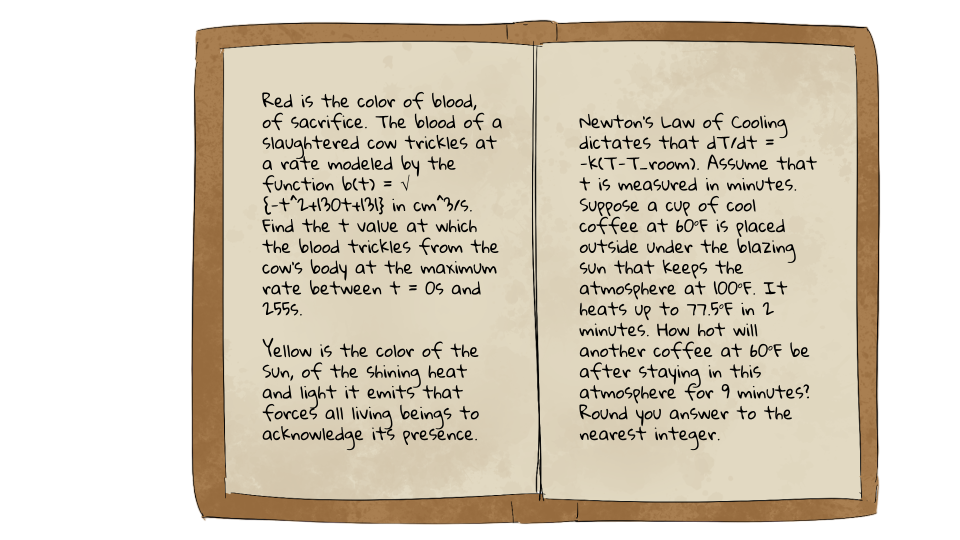 Red is the color of blood,
of sacrifice. The blood of a
slaughtered cow trickles at
a rate modeled by the
function b(t) = √
{-t^2+130t+131} in cm^3/s.
Find the t value at which
the blood trickles from the
cow's body at the maximum
rate between t = 0s and
255s.
Yellow is the color of the
sun, of the shining heat
and light it emits that
forces all living beings to
acknowledge its presence.
Newton's Law of Cooling
dictates that dT/dt =
-k(T-T_room). Assume that
t is measured in minutes.
Suppose a cup of cool
coffee at 60°F is placed
outside under the blazing
sun that keeps the
atmosphere at 100°F. It
heats up to 77.5°F in 2
minutes. How hot will
another coffee at 60°F be
after staying in this
atmosphere for 9 minutes?
Round you answer to the
nearest integer.